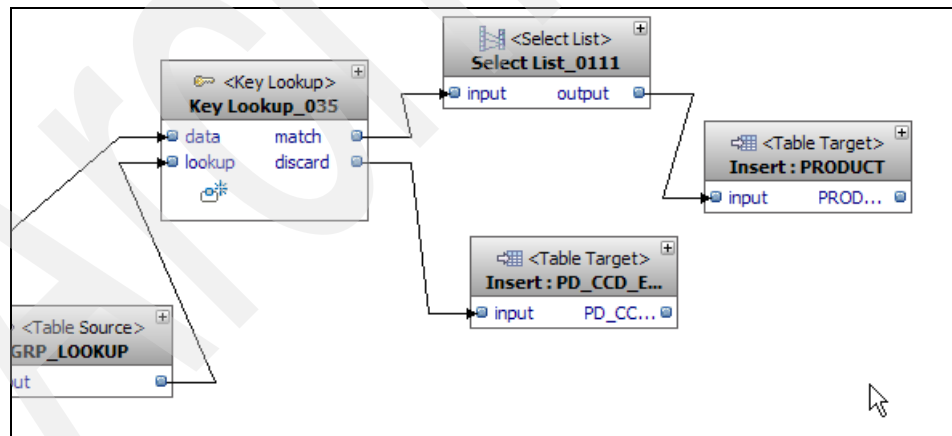 <Select List>
Select List_0111
input output
<Key Lookup>
Key Lookup_035
data match
lookup discard
<Table Target>
Insert : PRODUCT
input PROD...
<Table Target>
Insert : PD_CCD_E...
input PD_CC...
<Table Source>
GRP_LOOKUP
ut